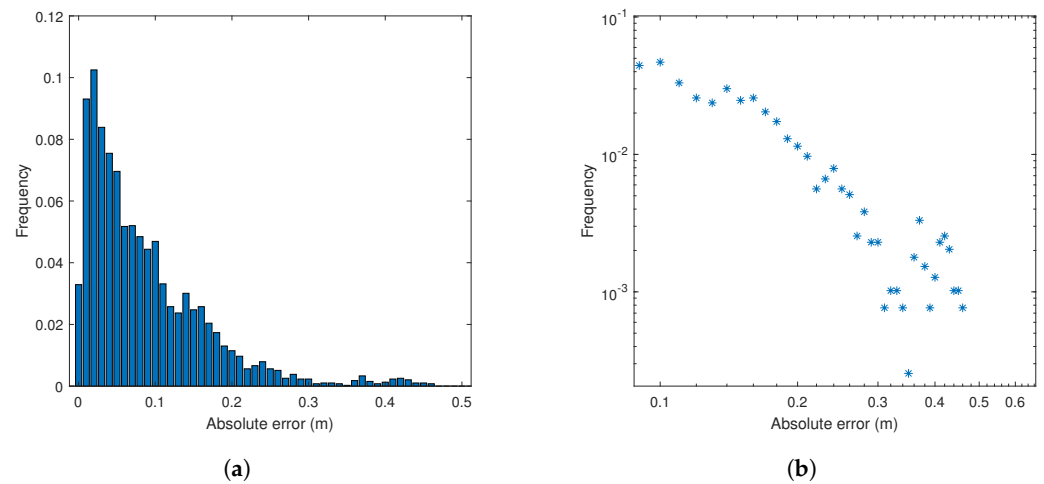 0.12
0.1
0.08
0.06
0.04
0.02
0
Frequency
0 0.1 0.2 0.3 0.4 0.5
Absolute error (m)
(a)
10-1
10-2
10-3
Frequency
0.1 0.2 0.3 0.4 0.5 0.6
Absolute error (m)
(b)